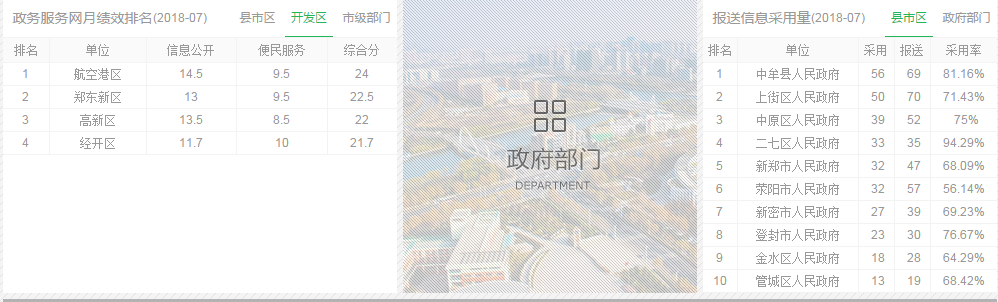 政务服务网月绩效排名(2018-07) 县市区 开发区 市级部门
排名 单位 信息公开 便民服务 综合分
1 航空港区 14.5 9.5 24
2 郑东新区 13 9.5 22.5
3 高新区 13.5 8.5 22
4 经开区 11.7 10 21.7
政府部门
DEPARTMENT
报送信息采用量(2018-07) 县市区 政府部门
排名 单位 采用 报送 采用率
1 中牟县人民政府 56 69 81.16%
2 上街区人民政府 50 70 71.43%
3 中原区人民政府 39 52 75%
4 二七区人民政府 33 35 94.29%
5 新郑市人民政府 32 47 68.09%
6 荥阳市人民政府 32 57 56.14%
7 新密市人民政府 27 39 69.23%
8 登封市人民政府 23 30 76.67%
9 金水区人民政府 18 28 64.29%
10 管城区人民政府 13 19 68.42%